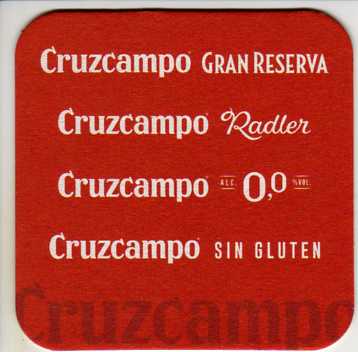 Cruzcampo GRAN RESERVA
Cruzcampo Radler
Cruzcampo ALC. 0,0 %VOL.
Cruzcampo SIN GLUTEN
Cruzcampo